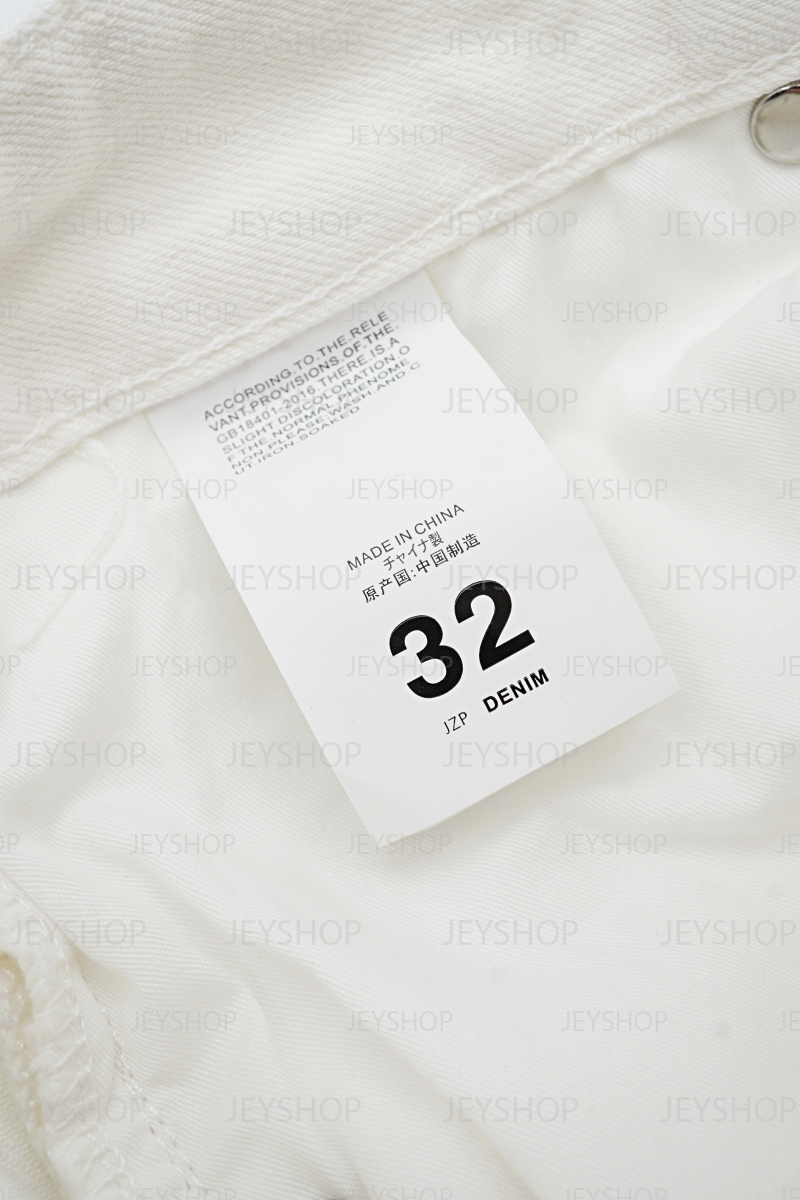 ACCORDING.TO.THE.RELE
VANT.PROVISIONS.OF.THE.
GB18401-2016.THERE.IS.A
SLIGHT.DISCOLORATION.O
F THE.NORMAL.PHENOME
NON.PLEASE.WASH.AND.C
UT.IRON.SOAKED
MADE IN CHINA
チャイナ製
原产国:中国制造
32
JZP DENIM
JEYSHOP